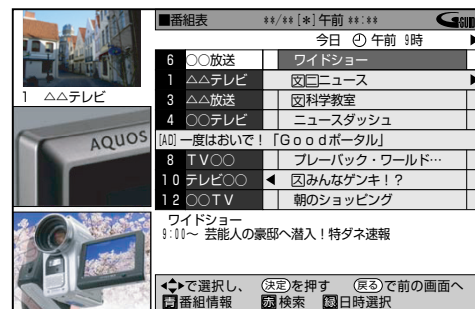 ■番組表 **/**[*]午前 **:** GGUIDE
今日 午前 9時
6 ○○放送 ワイドショー
1 △△テレビ 文二ニュース
3 △△放送 文科学教室
4 ○○テレビ ニュースダッシュ
[AD]一度はおいで!「Goodポータル」
8 TV○○ プレーバック・ワールド…
10 テレビ○○ ◀ スみんなゲンキ!?
12 ○○TV 朝のショッピング
ワイドショー
9:00~ 芸能人の豪邸へ潜入!特ダネ速報
で選択し、 決定を押す 戻るで前の画面へ
青番組情報 赤検索 緑日時選択
1 △△テレビ
AQUOS